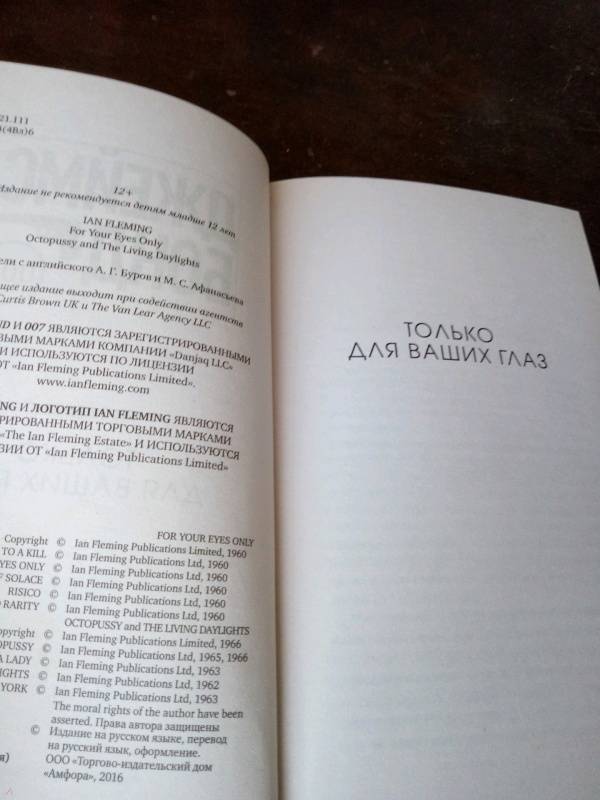 21.111
(4Вл)6
12+
Издание не рекомендуется детям младше 12 лет
IAN FLEMING
For Your Eyes Only
Octopussy and The Living Daylights
ели с английского А. Г. Буров и М. С. Афанасьева
щее издание выходит при содействии агентств
Curtis Brown UK и The Van Lear Agency LLC
ND И 007 ЯВЛЯЮТСЯ ЗАРЕГИСТРИРОВАННЫМИ
ВЫМИ МАРКАМИ КОМПАНИИ «Danjaq LLC»
И ИСПОЛЬЗУЮТСЯ ПО ЛИЦЕНЗИИ
ОТ «Ian Fleming Publications Limited».
www.ianfleming.com
NG И ЛОГОТИП IAN FLEMING ЯВЛЯЮТСЯ
РИРОВАННЫМИ ТОРГОВЫМИ МАРКАМИ
«The Ian Fleming Estate» И ИСПОЛЬЗУЮТСЯ
ЗИИ ОТ «Ian Fleming Publications Limited»
FOR YOUR EYES ONLY
Copyright © Ian Fleming Publications Limited, 1960
TO A KILL © Ian Fleming Publications Ltd, 1960
EYES ONLY © Ian Fleming Publications Ltd, 1960
F SOLACE © Ian Fleming Publications Ltd, 1960
RISICO © Ian Fleming Publications Ltd, 1960
RARITY © Ian Fleming Publications Ltd, 1960
OCTOPUSSY and THE LIVING DAYLIGHTS
opyright © Ian Fleming Publications Limited, 1966
OPUSSY © Ian Fleming Publications Ltd, 1965, 1966
A LADY © Ian Fleming Publications Ltd, 1963
IGHTS © Ian Fleming Publications Ltd, 1962
YORK © Ian Fleming Publications Ltd, 1963
The moral rights of the author have been
asserted. Права автора защищены
© Издание на русском языке, перевод
на русский язык, оформление.
я) ООО «Торгово-издательский дом
«Амфора», 2016
ТОЛЬКО
ДЛЯ ВАШИХ ГЛАЗ